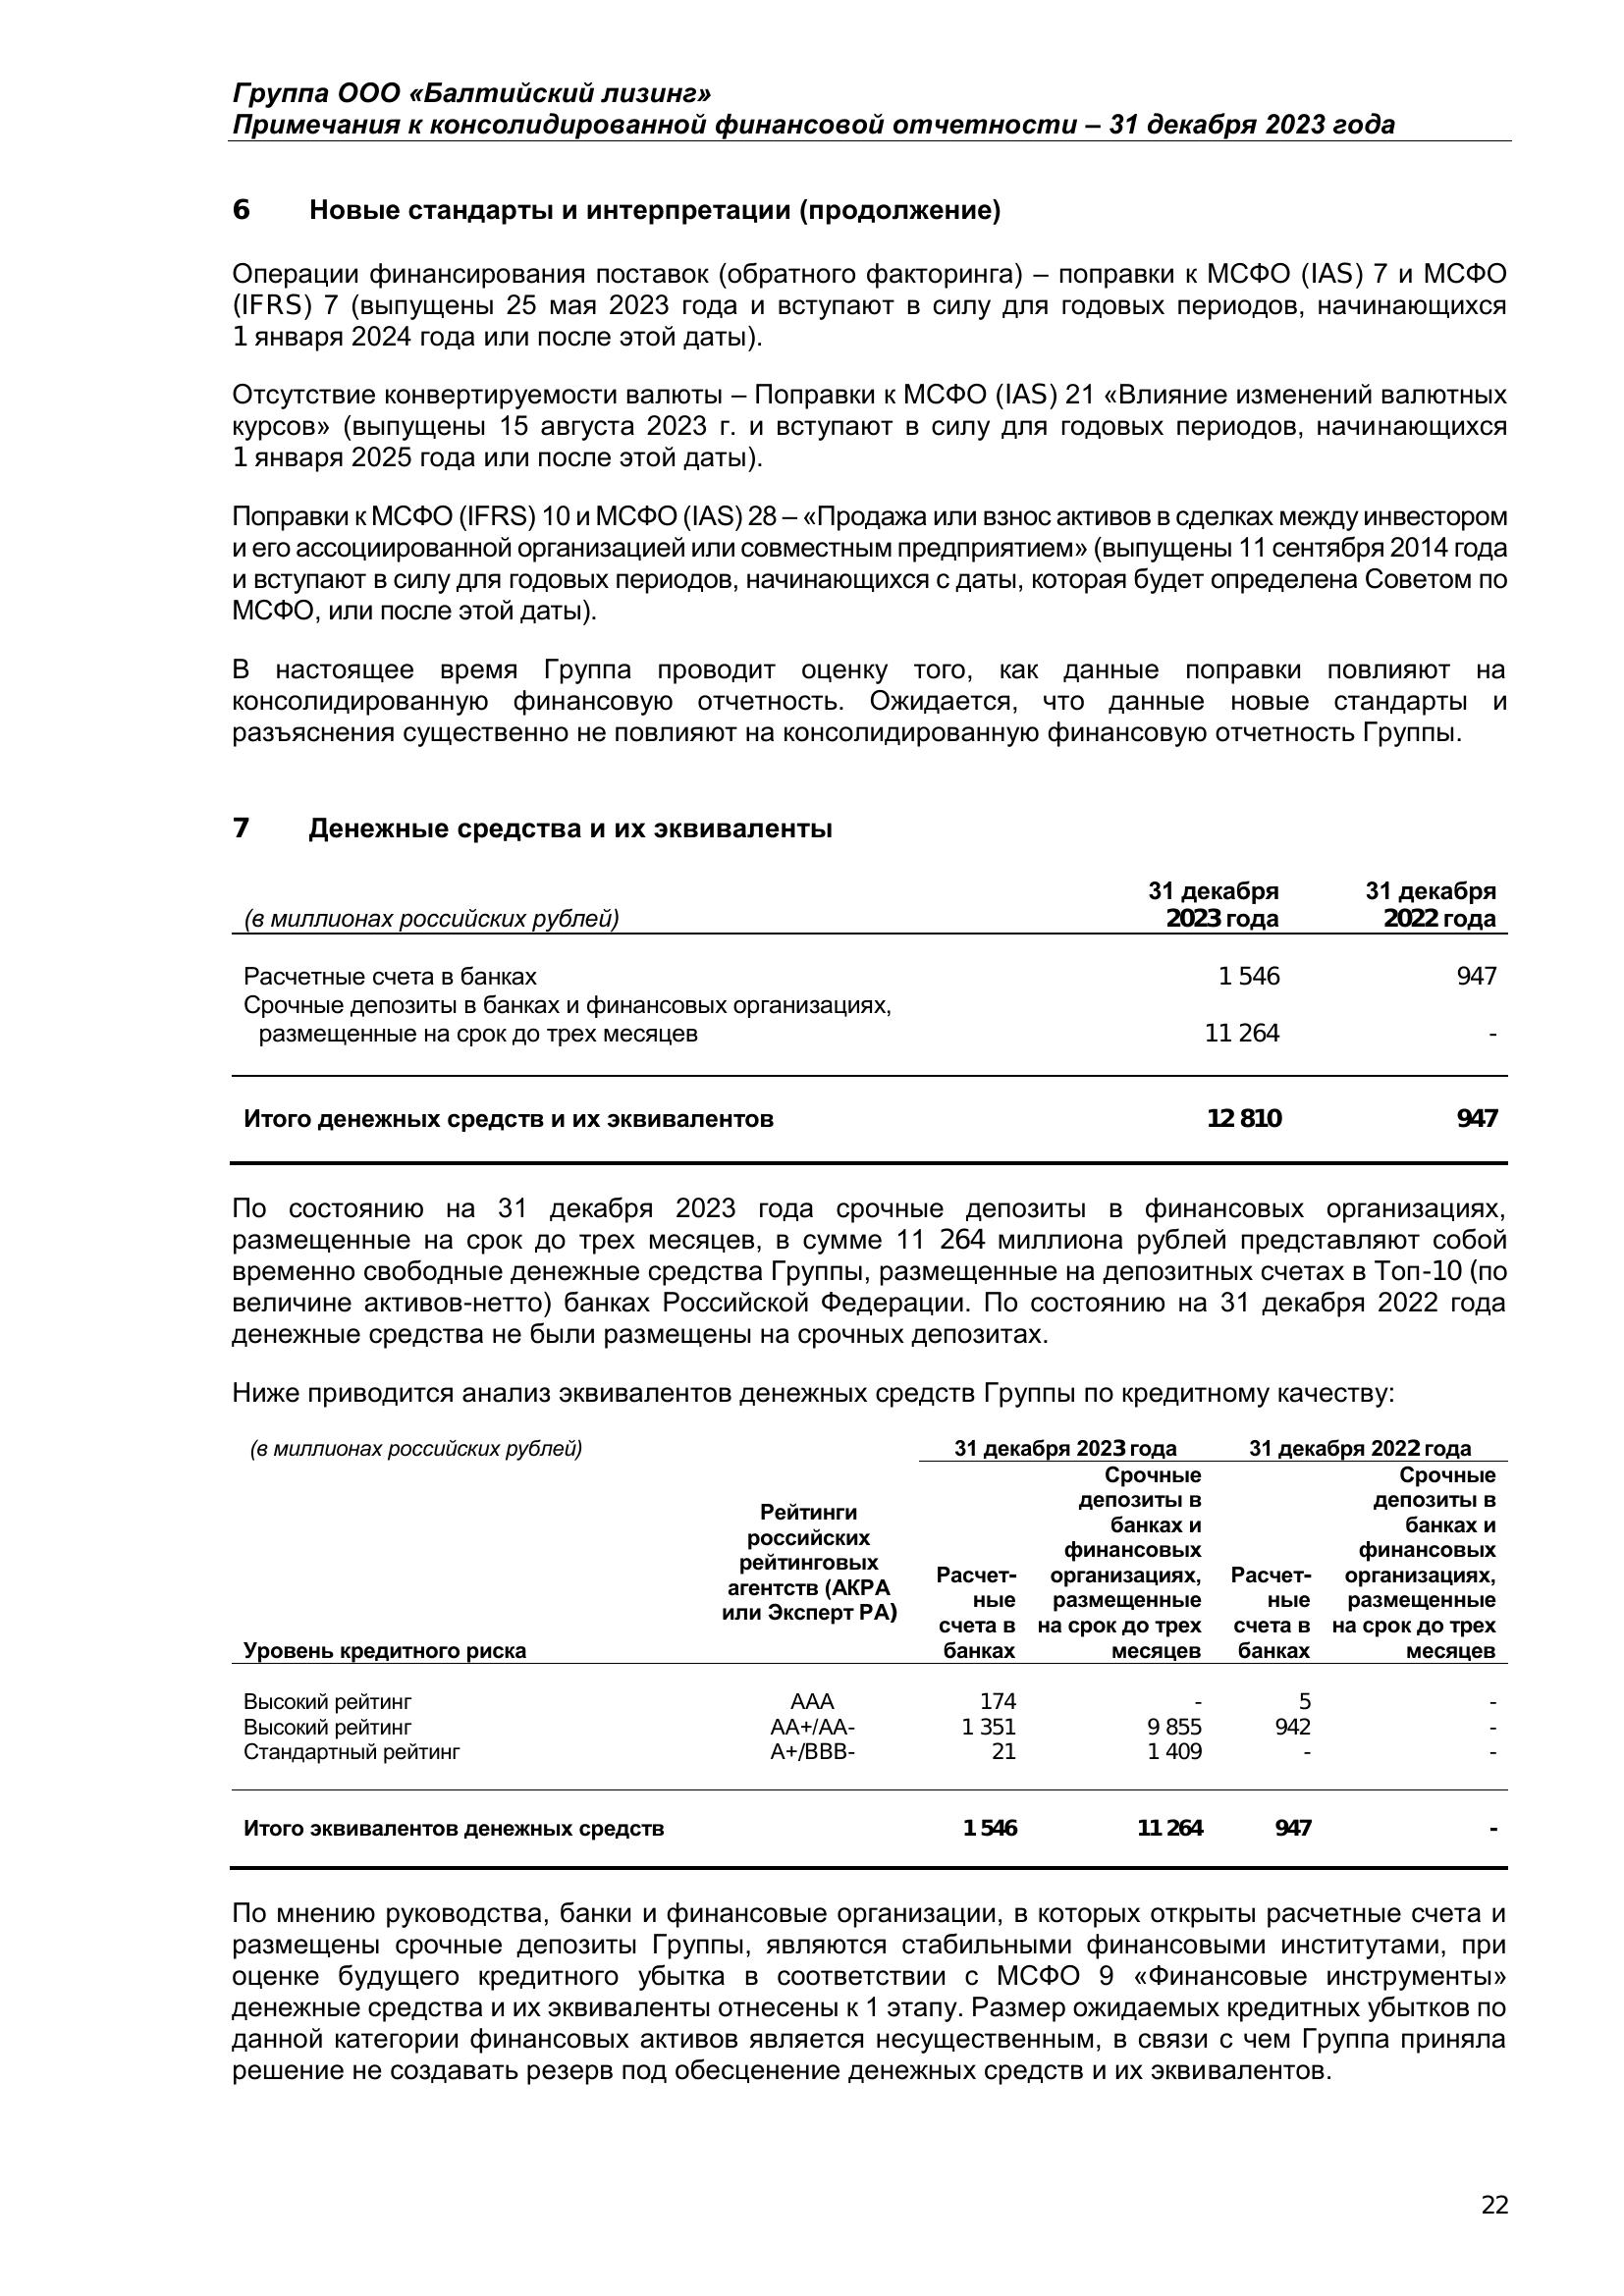 Группа ООО «Балтийский лизинг»
Примечания к консолидированной финансовой отчетности – 31 декабря 2023 года
6 Новые стандарты и интерпретации (продолжение)
Операции финансирования поставок (обратного факторинга) – поправки к МСФО (IAS) 7 и МСФО
(IFRS) 7 (выпущены 25 мая 2023 года и вступают в силу для годовых периодов, начинающихся
1 января 2024 года или после этой даты).
Отсутствие конвертируемости валюты – Поправки к МСФО (IAS) 21 «Влияние изменений валютных
курсов» (выпущены 15 августа 2023 г. и вступают в силу для годовых периодов, начинающихся
1 января 2025 года или после этой даты).
Поправки к МСФО (IFRS) 10 и МСФО (IAS) 28 – «Продажа или взнос активов в сделках между инвестором
и его ассоциированной организацией или совместным предприятием» (выпущены 11 сентября 2014 года
и вступают в силу для годовых периодов, начинающихся с даты, которая будет определена Советом по
МСФО, или после этой даты).
В настоящее время Группа проводит оценку того, как данные поправки повлияют на
консолидированную финансовую отчетность. Ожидается, что данные новые стандарты и
разъяснения существенно не повлияют на консолидированную финансовую отчетность Группы.
7 Денежные средства и их эквиваленты
31 декабря 31 декабря
(в миллионах российских рублей) 2023 года 2022 года
Расчетные счета в банках 1 546 947
Срочные депозиты в банках и финансовых организациях,
размещенные на срок до трех месяцев 11 264 -
Итого денежных средств и их эквивалентов 12 810 947
По состоянию на 31 декабря 2023 года срочные депозиты в финансовых организациях,
размещенные на срок до трех месяцев, в сумме 11 264 миллиона рублей представляют собой
временно свободные денежные средства Группы, размещенные на депозитных счетах в Топ-10 (по
величине активов-нетто) банках Российской Федерации. По состоянию на 31 декабря 2022 года
денежные средства не были размещены на срочных депозитах.
Ниже приводится анализ эквивалентов денежных средств Группы по кредитному качеству:
(в миллионах российских рублей) 31 декабря 2023 года 31 декабря 2022 года
Срочные Срочные
депозиты в депозиты в
Рейтинги банках и банках и
российских финансовых финансовых
рейтинговых Расчет- организациях, Расчет- организациях,
агентств (АКРА ные размещенные ные размещенные
или Эксперт РА) счета в на срок до трех счета в на срок до трех
Уровень кредитного риска банках месяцев банках месяцев
Высокий рейтинг AAA 174 - 5 -
Высокий рейтинг AA+/AA- 1 351 9 855 942 -
Стандартный рейтинг A+/BBB- 21 1 409 - -
Итого эквивалентов денежных средств 1 546 11 264 947 -
По мнению руководства, банки и финансовые организации, в которых открыты расчетные счета и
размещены срочные депозиты Группы, являются стабильными финансовыми институтами, при
оценке будущего кредитного убытка в соответствии с МСФО 9 «Финансовые инструменты»
денежные средства и их эквиваленты отнесены к 1 этапу. Размер ожидаемых кредитных убытков по
данной категории финансовых активов является несущественным, в связи с чем Группа приняла
решение не создавать резерв под обесценение денежных средств и их эквивалентов.
22